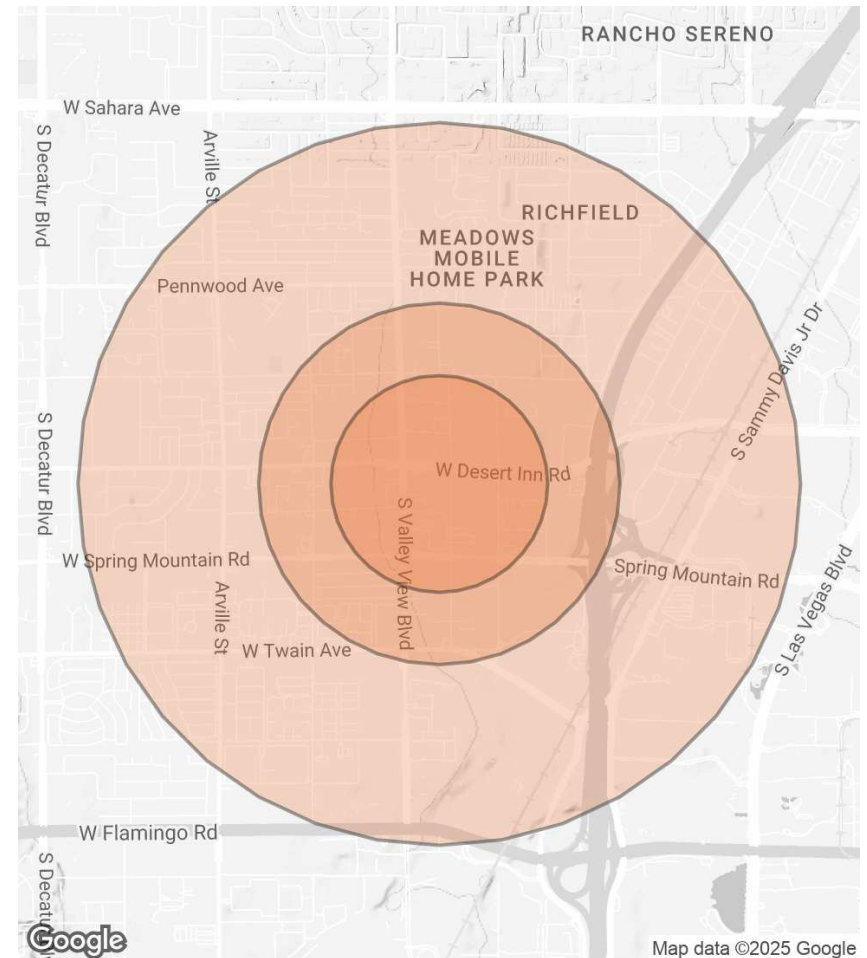 RANCHO SERENO
W Sahara Ave
S Decatur Blvd
Arville St
RICHFIELD
MEADOWS
MOBILE
HOME PARK
Pennwood Ave
S Sammy Davis Jr Dr
S Decatur Blvd
W Desert Inn Rd
S Valley View Blvd
W Spring Mountain Rd
Spring Mountain Rd
Arville St
W Twain Ave
S Las Vegas Blvd
W Flamingo Rd
S Decatur
Google
Map data ©2025 Google